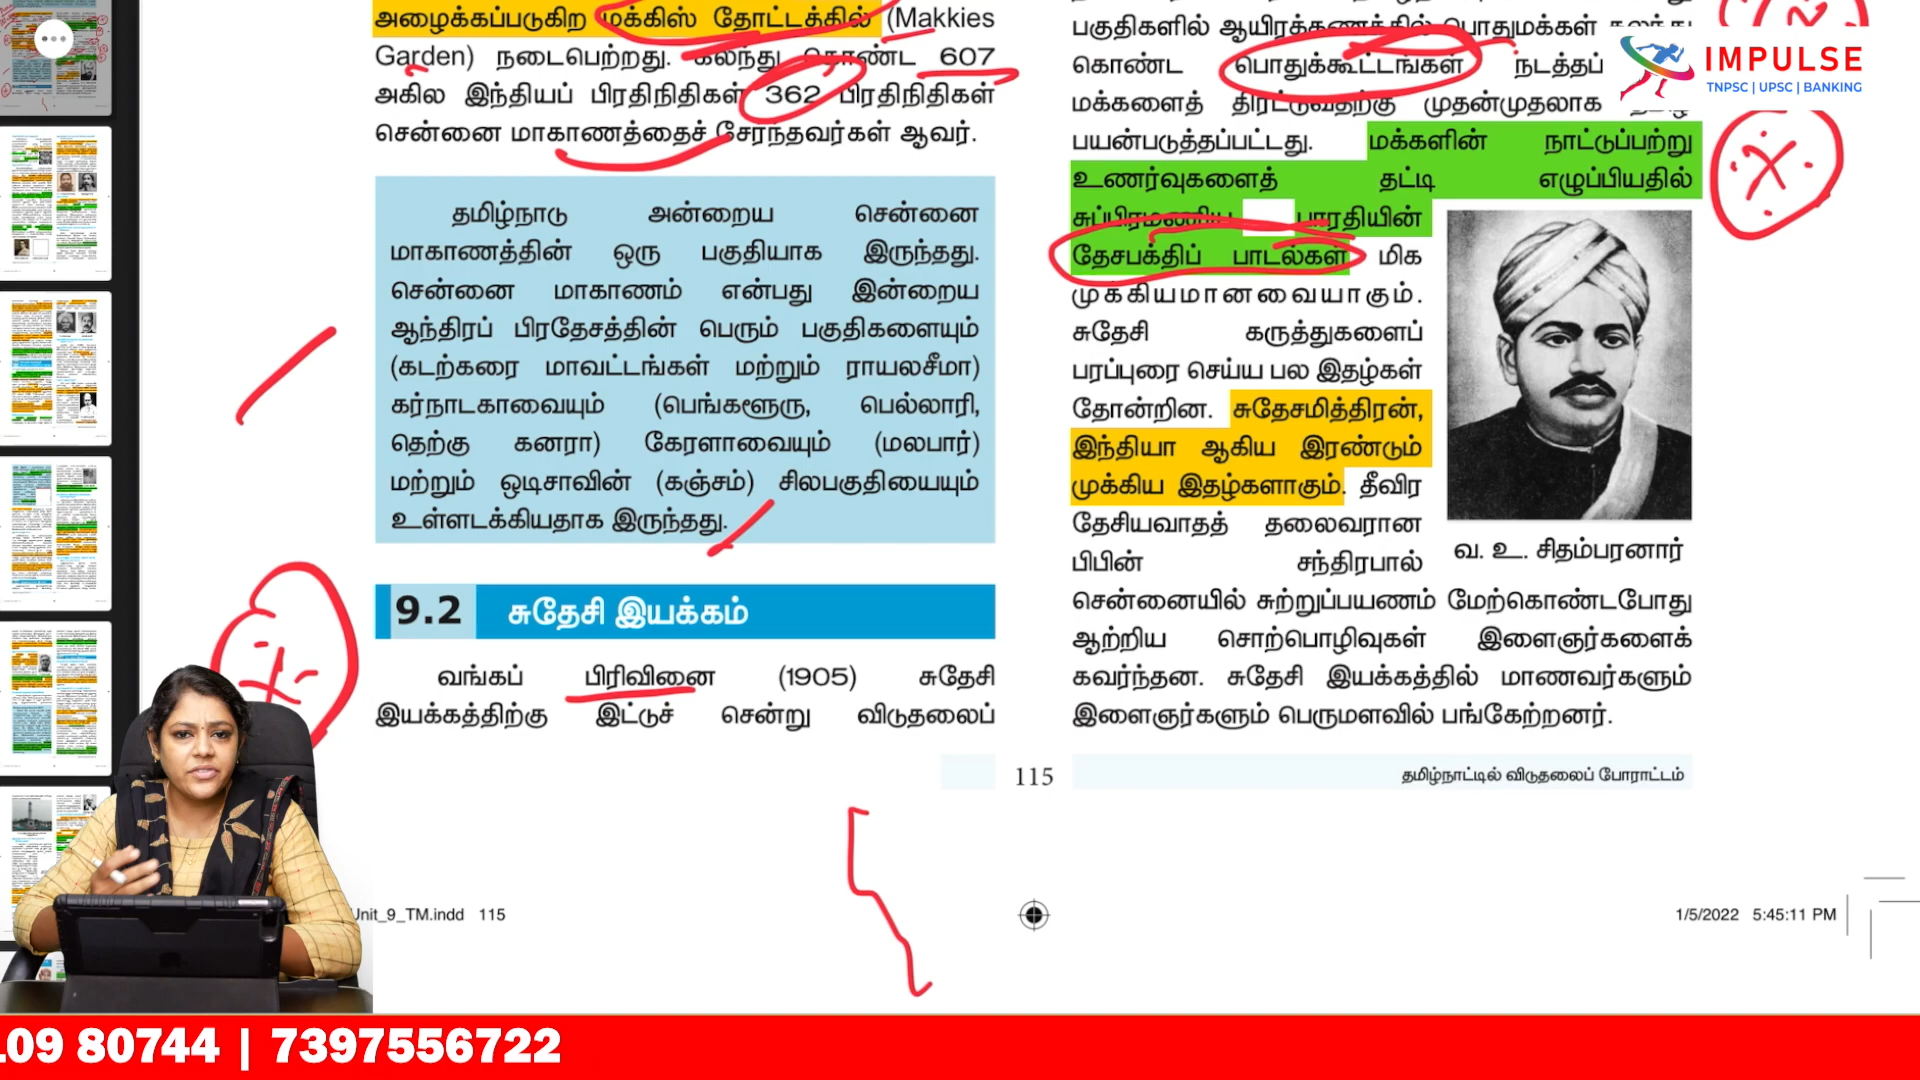 அழைக்கப்படுகிற மக்கிஸ் தோட்டத்தில் (Makkies
Garden) நடைபெற்றது. கலந்து கொண்ட 607
அகில இந்தியப் பிரதிநிதிகள் 362 பிரதிநிதிகள்
சென்னை மாகாணத்தைச் சேர்ந்தவர்கள் ஆவர்.
தமிழ்நாடு அன்றைய சென்னை
மாகாணத்தின் ஒரு பகுதியாக இருந்தது.
சென்னை மாகாணம் என்பது இன்றைய
ஆந்திரப் பிரதேசத்தின் பெரும் பகுதிகளையும்
(கடற்கரை மாவட்டங்கள் மற்றும் ராயலசீமா)
கர்நாடகாவையும் (பெங்களூரு, பெல்லாரி,
தெற்கு கனரா) கேரளாவையும் (மலபார்)
மற்றும் ஒடிசாவின் (கஞ்சம்) சிலபகுதியையும்
உள்ளடக்கியதாக இருந்தது.
9.2 சுதேசி இயக்கம்
வங்கப் பிரிவினை (1905) சுதேசி
இயக்கத்திற்கு இட்டுச் சென்று விடுதலைப்
பகுதிகளில் ஆயிரக்கணக்கில் பொதுமக்கள் கலந்து
கொண்ட பொதுக்கூட்டங்கள் நடத்தப்
மக்களைத் திரட்டுவதற்கு முதன்முதலாக தமிழ்
பயன்படுத்தப்பட்டது. மக்களின் நாட்டுப்பற்று
உணர்வுகளைத் தட்டி எழுப்பியதில்
சுப்பிரமணிய பாரதியின்
தேசபக்திப் பாடல்கள் மிக
முக்கியமானவையாகும்.
சுதேசி கருத்துகளைப்
பரப்புரை செய்ய பல இதழ்கள்
தோன்றின. சுதேசமித்திரன்,
இந்தியா ஆகிய இரண்டும்
முக்கிய இதழ்களாகும். தீவிர
தேசியவாதத் தலைவரான
பிபின் சந்திரபால்
சென்னையில் சுற்றுப்பயணம் மேற்கொண்டபோது
ஆற்றிய சொற்பொழிவுகள் இளைஞர்களைக்
கவர்ந்தன. சுதேசி இயக்கத்தில் மாணவர்களும்
இளைஞர்களும் பெருமளவில் பங்கேற்றனர்.
வ. உ. சிதம்பரனார்
115
தமிழ்நாட்டில் விடுதலைப் போராட்டம்
Unit_9_TM.indd 115
1/5/2022 5:45:11 PM
IMPULSE
TNPSC | UPSC | BANKING
.09 80744 | 7397556722